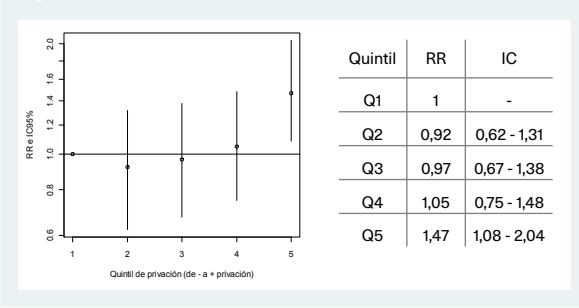 2.0
1.6
1.4
1.2
1.0
0.8
0.6
RR e IC95%
1 2 3 4 5
Quintil de privación (de - a + privación)
Quintil RR IC
Q1 1 -
Q2 0,92 0,62 - 1,31
Q3 0,97 0,67 - 1,38
Q4 1,05 0,75 - 1,48
Q5 1,47 1,08 - 2,04